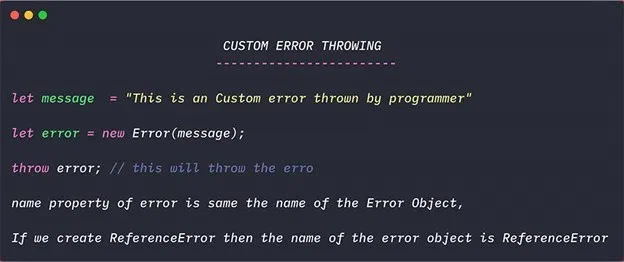 CUSTOM ERROR THROWING
------------------------
let message  = "This is an Custom error thrown by programmer"
let error = new Error(message);
throw error; // this will throw the erro
name property of error is same the name of the Error Object,
If we create ReferenceError then the name of the error object is ReferenceError